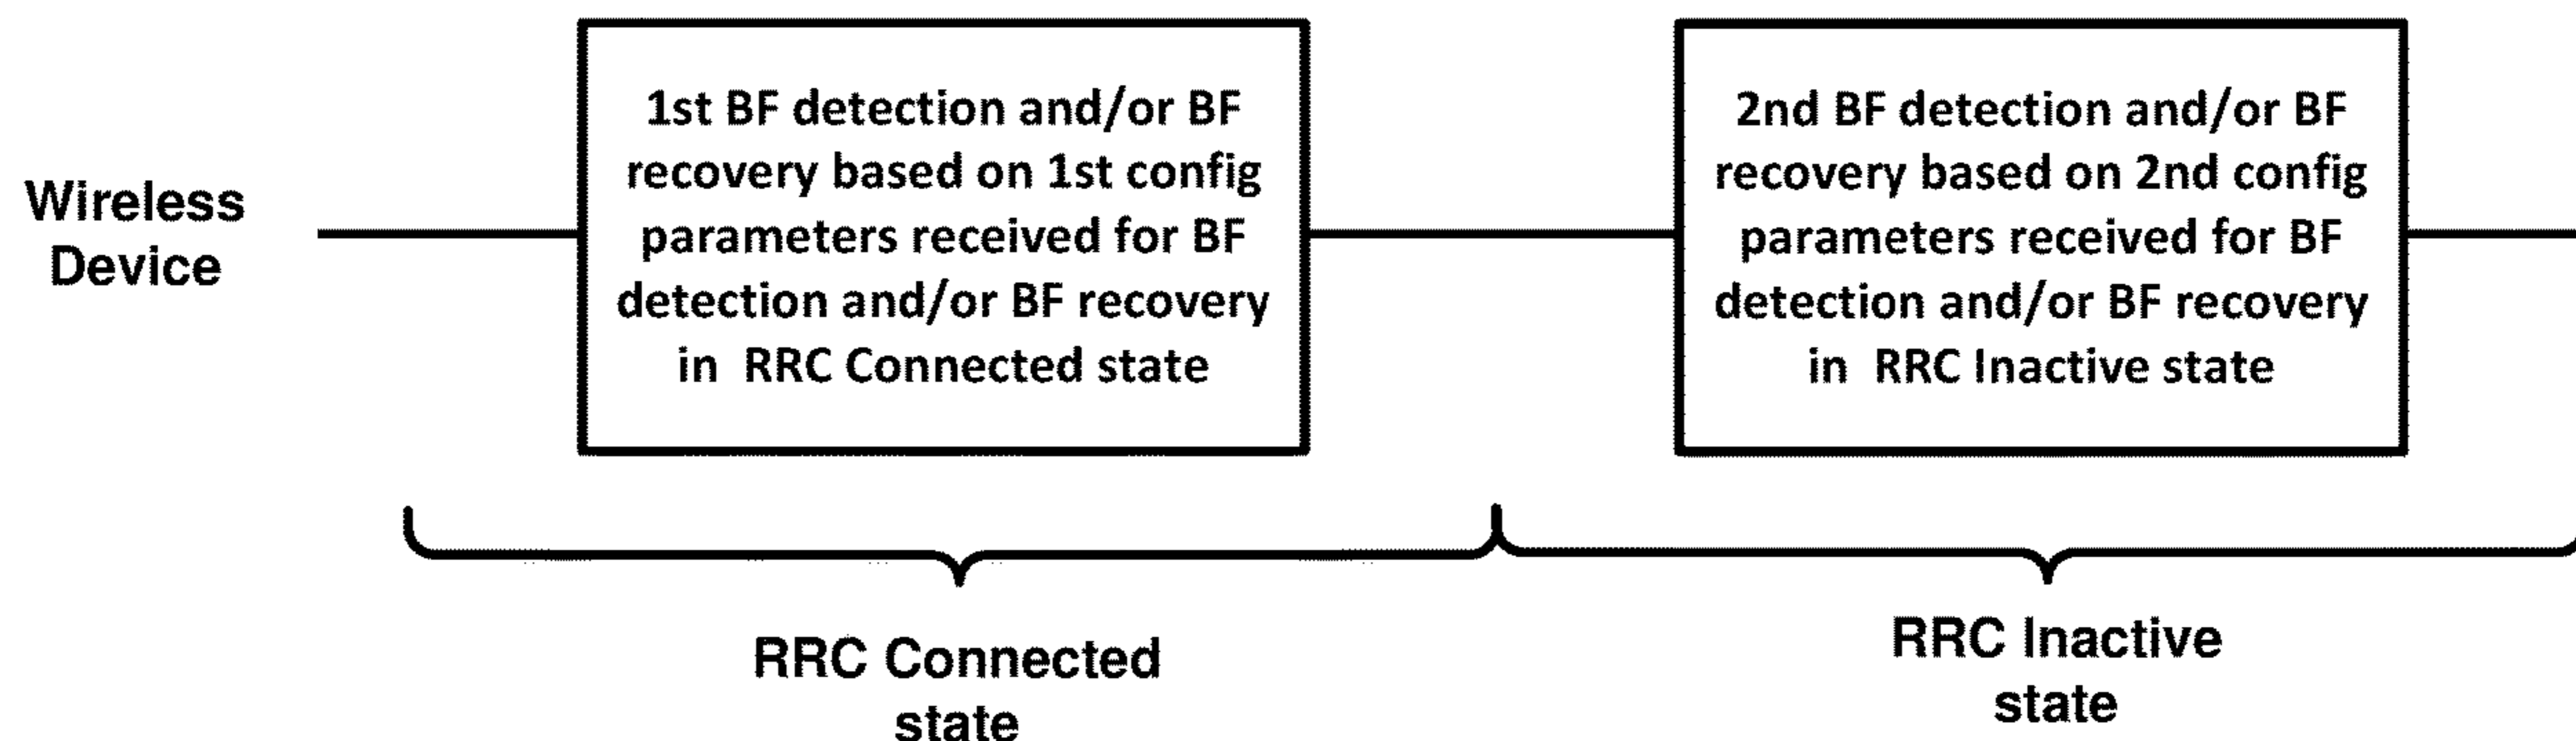 Wireless
Device
1st BF detection and/or BF
recovery based on 1st config
parameters received for BF
detection and/or BF recovery
in RRC Connected state
2nd BF detection and/or BF
recovery based on 2nd config
parameters received for BF
detection and/or BF recovery
in RRC Inactive state
RRC Connected
state
RRC Inactive
state